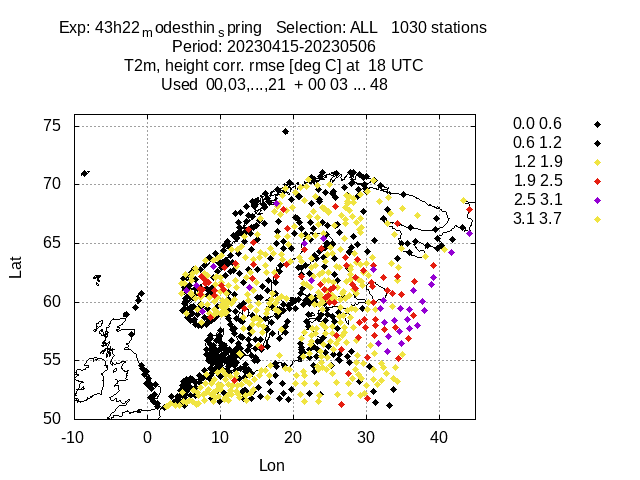 Exp: 43h22modesthinspring Selection: ALL 1030 stations
Period: 20230415-20230506
T2m, height corr. rmse [deg C] at 18 UTC
Used 00,03,...,21 + 00 03 ... 48
0.0 0.6
0.6 1.2
1.2 1.9
1.9 2.5
2.5 3.1
3.1 3.7
75
70
65
60
55
50
Lat
-10 0 10 20 30 40
Lon